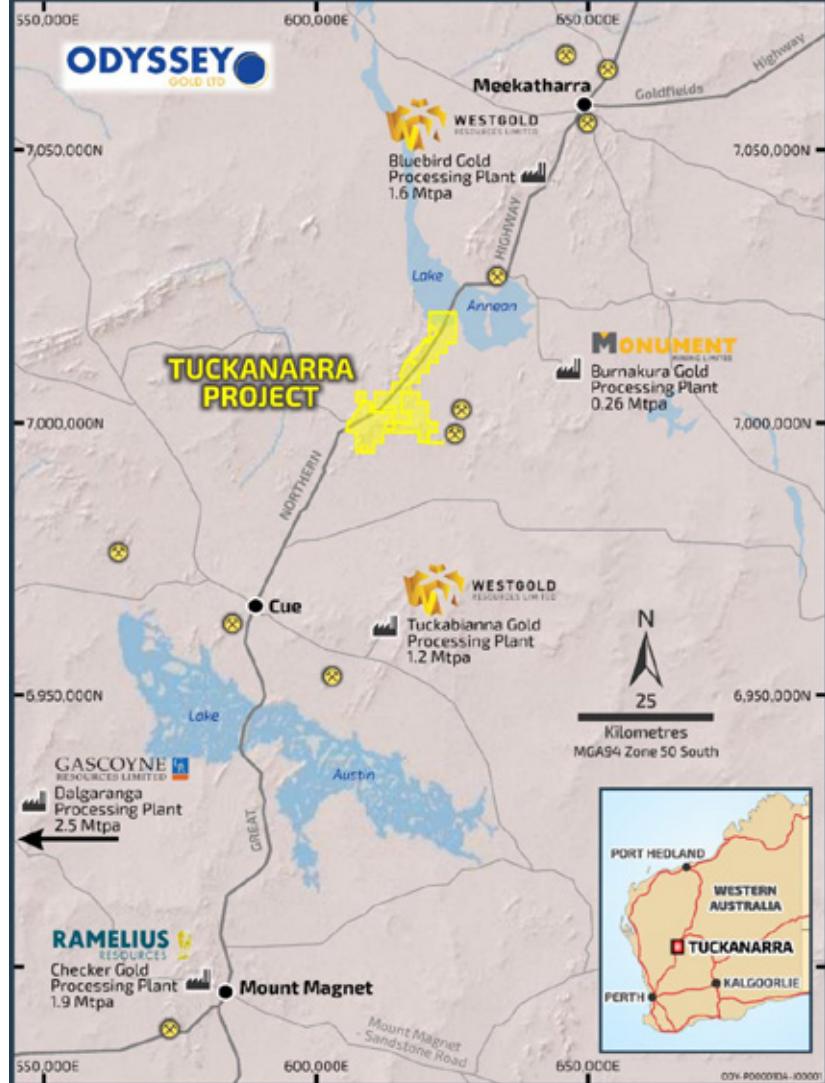 550,000E
600,000E
650,000E
ODYSSEY
GOLD LTD
Highway
Meekatharra
Goldfields
WESTGOLD
RESOURCES LIMITED
7,050,000N
7,050,000N
Bluebird Gold
Processing Plant
1.6 Mtpa
HIGHWAY
Lake
Annean
MONUMENT
MINING LIMITED
TUCKANARRA
PROJECT
Burnakura Gold
Processing Plant
0.26 Mtpa
7,000,000N
7,000,000N
NORTHERN
WESTGOLD
RESOURCES LIMITED
Cue
Tuckabianna Gold
Processing Plant
1.2 Mtpa
N
6,950,000N
6,950,000N
25
Kilometres
MGA94 Zone 50 South
Lake
Austin
GASCOYNE
RESOURCES LIMITED
Dalgaranga
Processing Plant
2.5 Mtpa
GREAT
PORT HEDLAND
WESTERN
AUSTRALIA
TUCKANARRA
KALGOORLIE
PERTH
RAMELIUS
RESOURCES
Checker Gold
Processing Plant
1.9 Mtpa
Mount Magnet
Mount Magnet
- Sandstone Road
550,000E
600,000E
650,000E